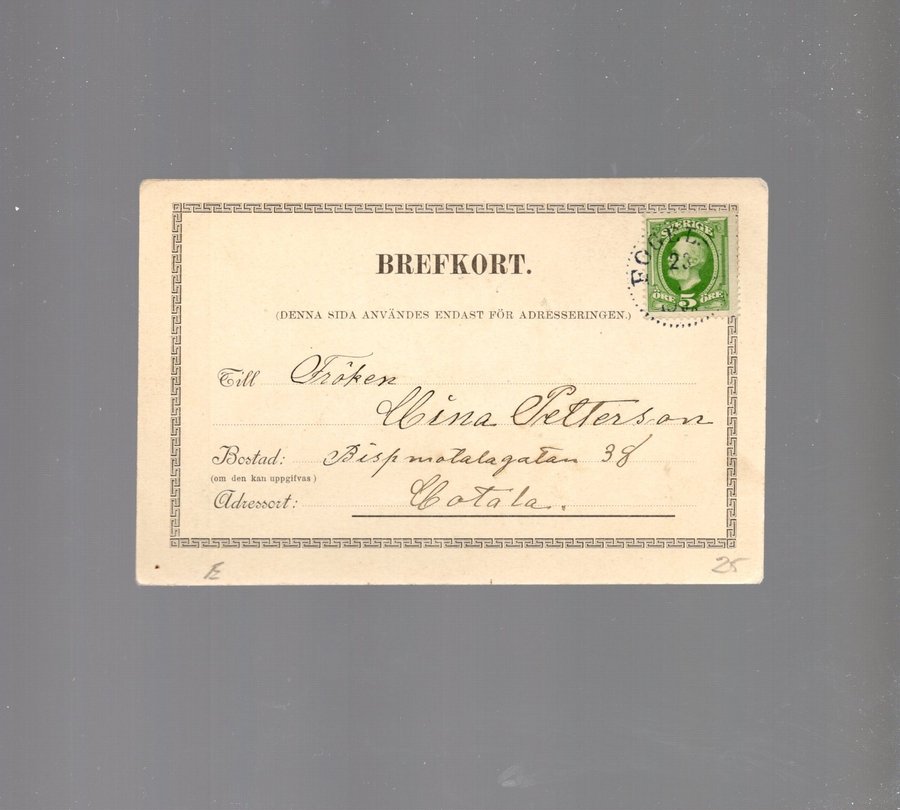 BREFKORT.
SVERIGE
23
ÖRE 5 ÖRE
(DENNA SIDA ANVÄNDES ENDAST FÖR ADRESSERINGEN.)
Till Fröken
Mina Petterson
Bostad: Bispmotalagatan 38
(om den kan uppgifvas)
Adressort: Motala.
E 25